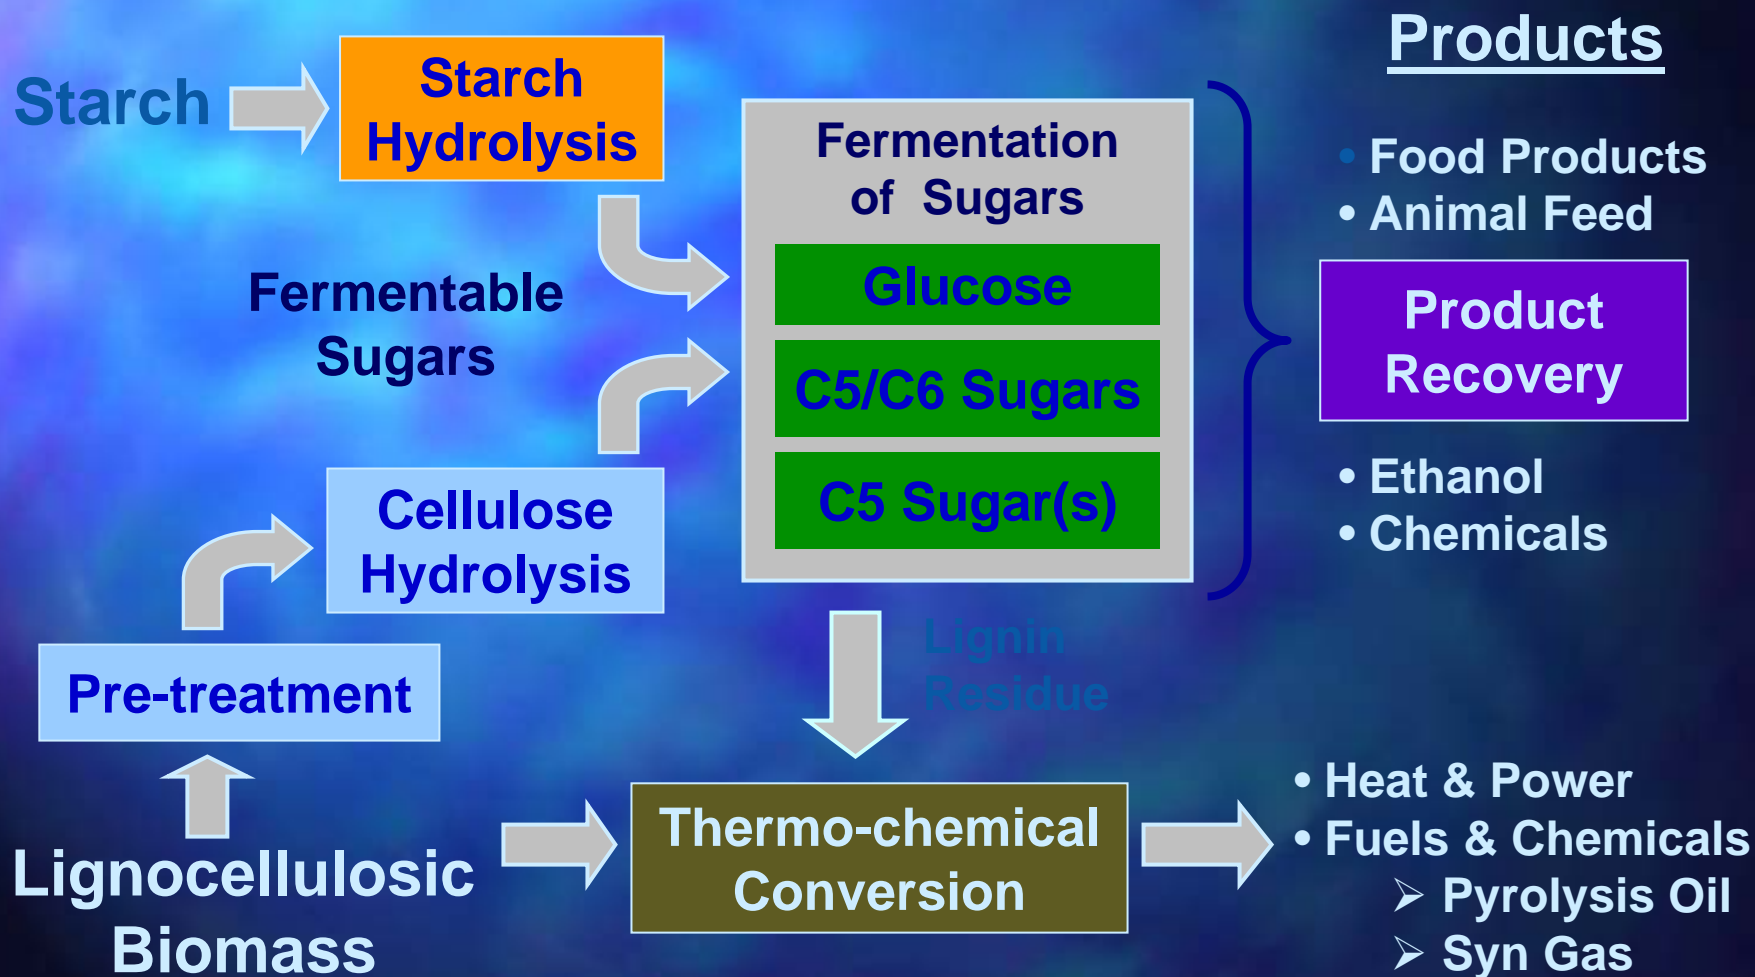 Products
Starch
Starch
Hydrolysis
Fermentation
of Sugars
• Food Products
• Animal Feed
Fermentable
Sugars
Glucose
Product
Recovery
C5/C6 Sugars
Cellulose
Hydrolysis
C5 Sugar(s)
• Ethanol
• Chemicals
Lignin
Residue
Pre-treatment
Lignocellulosic
Biomass
Thermo-chemical
Conversion
• Heat & Power
• Fuels & Chemicals
➢ Pyrolysis Oil
➢ Syn Gas